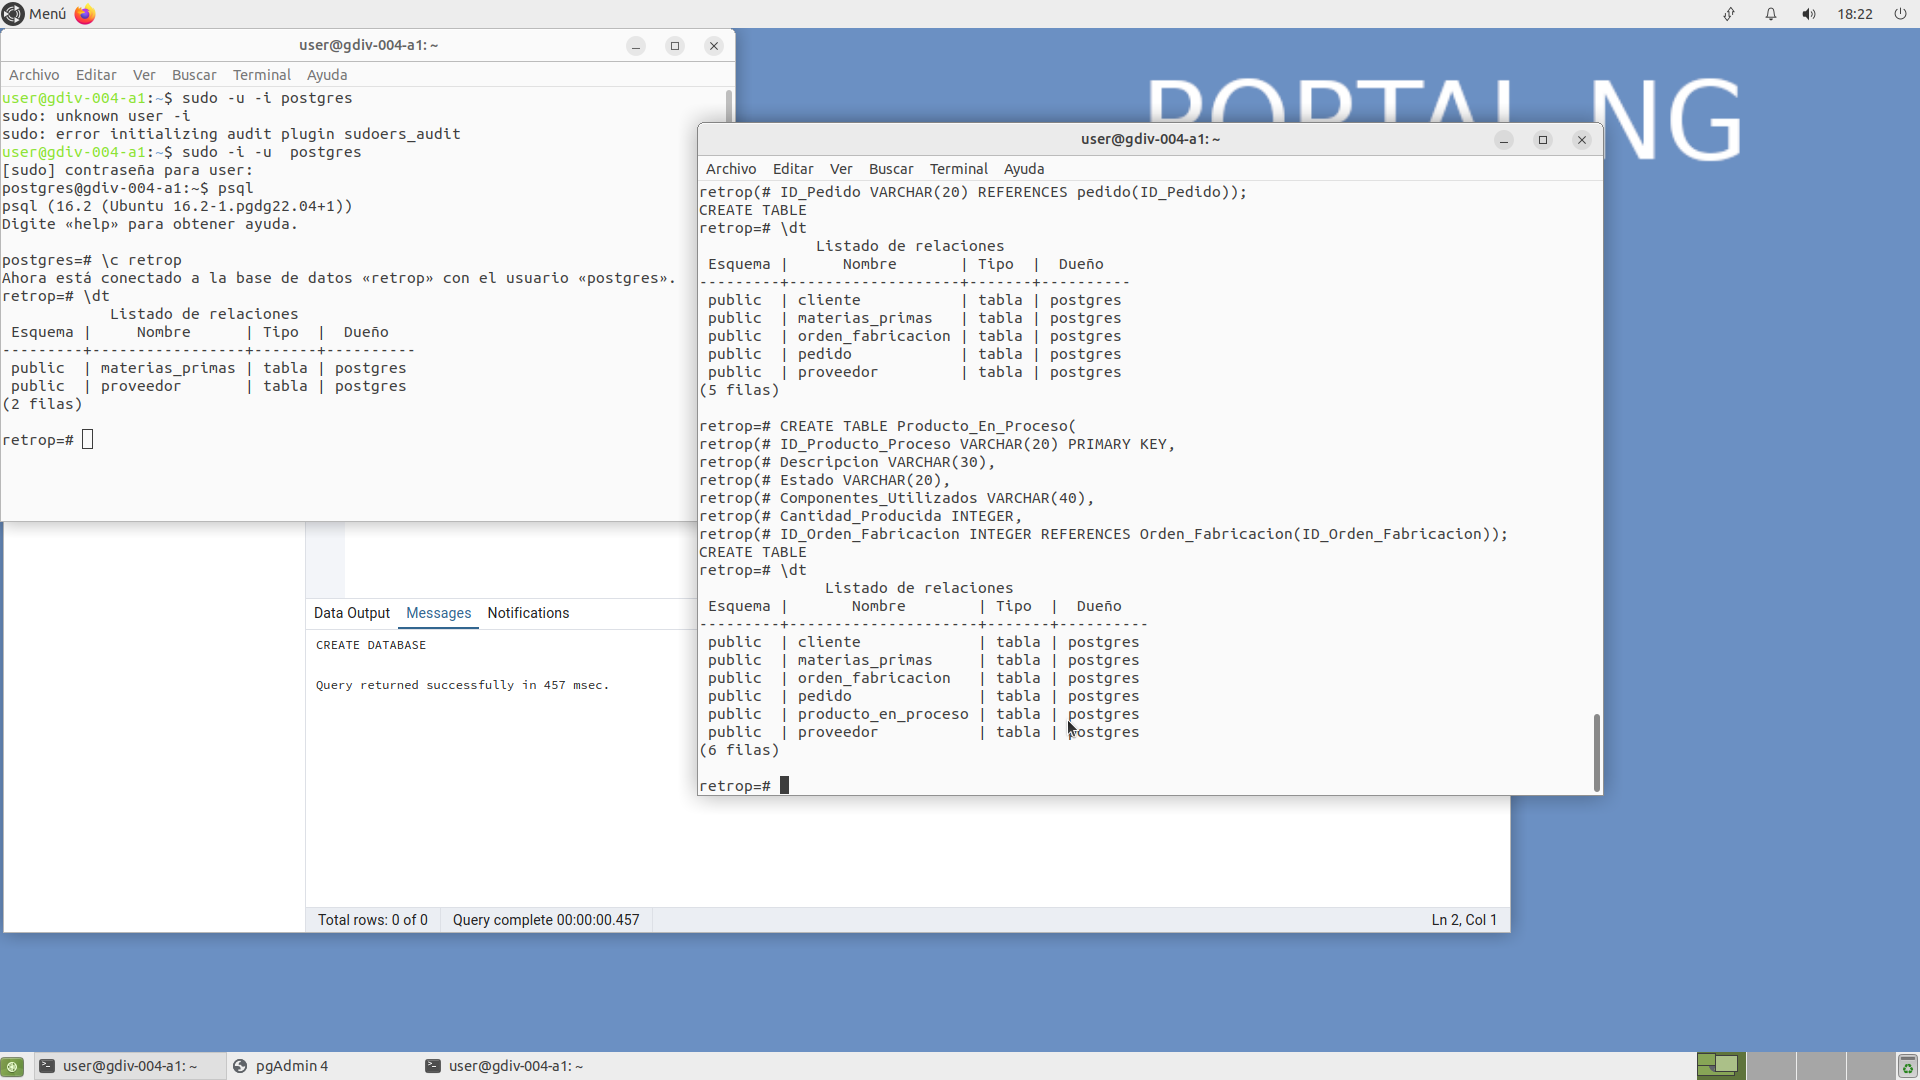 Menú
18:22
PORTAL NG
user@gdiv-004-a1: ~
Archivo Editar Ver Buscar Terminal Ayuda
user@gdiv-004-a1:~$ sudo -u -i postgres
sudo: unknown user -i
sudo: error initializing audit plugin sudoers_audit
user@gdiv-004-a1:~$ sudo -i -u  postgres
[sudo] contraseña para user:
postgres@gdiv-004-a1:~$ psql
psql (16.2 (Ubuntu 16.2-1.pgdg22.04+1))
Digite «help» para obtener ayuda.
postgres=# \c retrop
Ahora está conectado a la base de datos «retrop» con el usuario «postgres».
retrop=# \dt
Listado de relaciones
Esquema |     Nombre      | Tipo  |  Dueño
---------+-----------------+-------+----------
public  | materias_primas | tabla | postgres
public  | proveedor       | tabla | postgres
(2 filas)
retrop=#
user@gdiv-004-a1: ~
Archivo Editar Ver Buscar Terminal Ayuda
retrop(# ID_Pedido VARCHAR(20) REFERENCES pedido(ID_Pedido));
CREATE TABLE
retrop=# \dt
Listado de relaciones
Esquema |      Nombre       | Tipo  |  Dueño
---------+-------------------+-------+----------
public  | cliente           | tabla | postgres
public  | materias_primas   | tabla | postgres
public  | orden_fabricacion | tabla | postgres
public  | pedido            | tabla | postgres
public  | proveedor         | tabla | postgres
(5 filas)
retrop=# CREATE TABLE Producto_En_Proceso(
retrop(# ID_Producto_Proceso VARCHAR(20) PRIMARY KEY,
retrop(# Descripcion VARCHAR(30),
retrop(# Estado VARCHAR(20),
retrop(# Componentes_Utilizados VARCHAR(40),
retrop(# Cantidad_Producida INTEGER,
retrop(# ID_Orden_Fabricacion INTEGER REFERENCES Orden_Fabricacion(ID_Orden_Fabricacion));
CREATE TABLE
retrop=# \dt
Listado de relaciones
Esquema |       Nombre        | Tipo  |  Dueño
---------+---------------------+-------+----------
public  | cliente             | tabla | postgres
public  | materias_primas     | tabla | postgres
public  | orden_fabricacion   | tabla | postgres
public  | pedido              | tabla | postgres
public  | producto_en_proceso | tabla | postgres
public  | proveedor           | tabla | postgres
(6 filas)
retrop=#
Data Output Messages Notifications
CREATE DATABASE
Query returned successfully in 457 msec.
Total rows: 0 of 0 Query complete 00:00:00.457 Ln 2, Col 1
user@gdiv-004-a1: ~ pgAdmin 4 user@gdiv-004-a1: ~